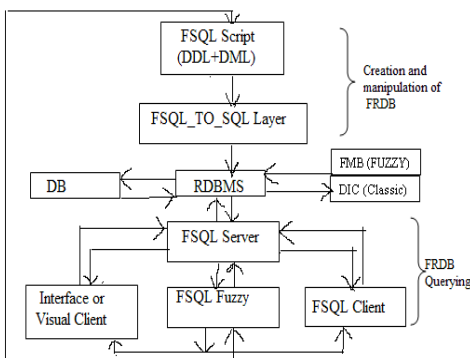 FSQL Script
(DDL+DML)
Creation and
manipulation of
FRDB
FSQL_TO_SQL Layer
FMB (FUZZY)
DB
RDBMS
DIC (Classic)
FSQL Server
FRDB
Querying
Interface or
Visual Client
FSQL Fuzzy
FSQL Client